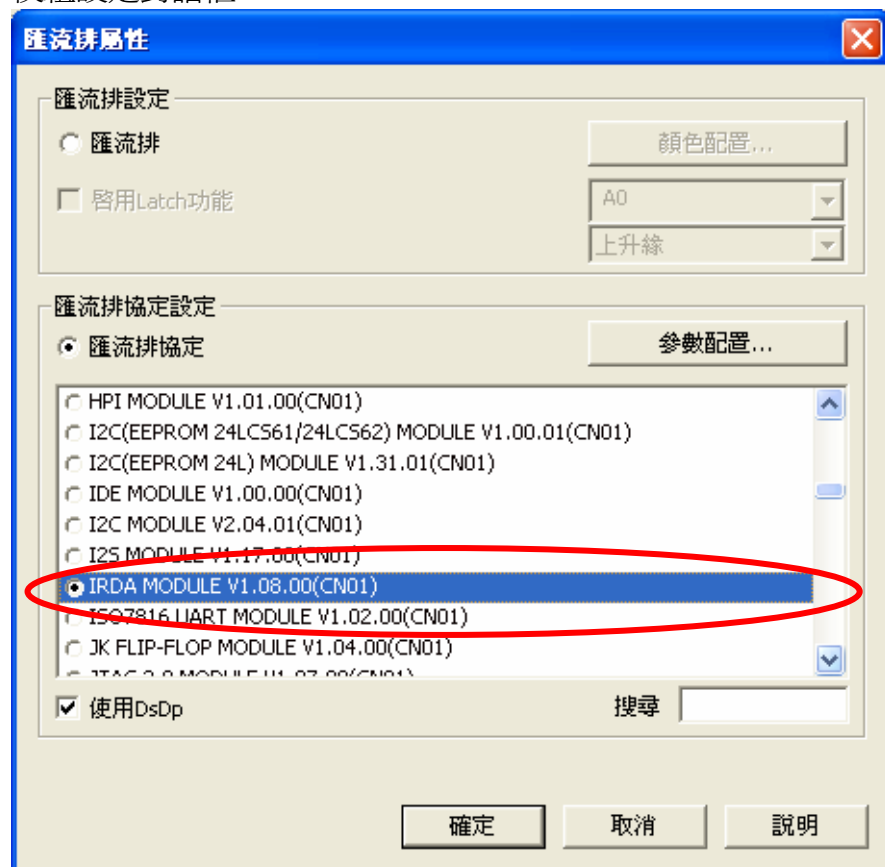 匯流排屬性
匯流排設定
匯流排
顏色配置...
啓用Latch功能
A0
上升緣
匯流排協定設定
匯流排協定
參數配置...
HPI MODULE V1.01.00(CN01)
I2C(EEPROM 24LCS61/24LCS62) MODULE V1.00.01(CN01)
I2C(EEPROM 24L) MODULE V1.31.01(CN01)
IDE MODULE V1.00.00(CN01)
I2C MODULE V2.04.01(CN01)
I2S MODULE V1.17.00(CN01)
IRDA MODULE V1.08.00(CN01)
ISO7816 UART MODULE V1.02.00(CN01)
JK FLIP-FLOP MODULE V1.04.00(CN01)
使用DsDp
搜尋
確定
取消
說明